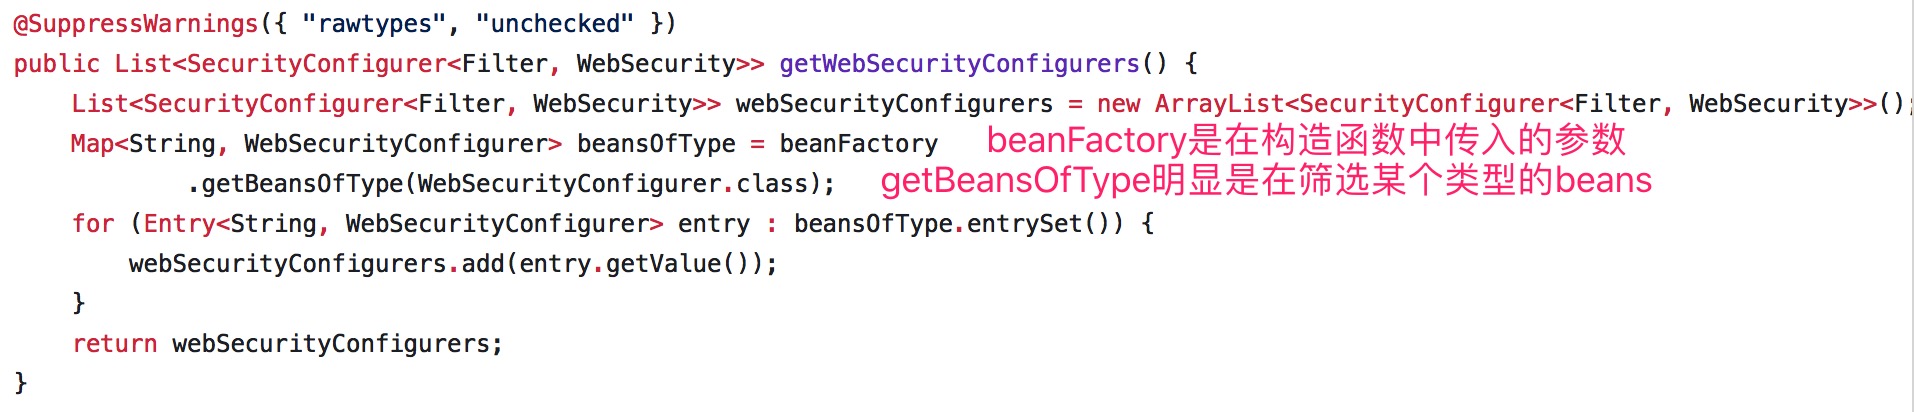 @SuppressWarnings({ "rawtypes", "unchecked" })
public List<SecurityConfigurer<Filter, WebSecurity>> getWebSecurityConfigurers() {
List<SecurityConfigurer<Filter, WebSecurity>> webSecurityConfigurers = new ArrayList<SecurityConfigurer<Filter, WebSecurity>>();
Map<String, WebSecurityConfigurer> beansOfType = beanFactory beanFactory是在构造函数中传入的参数
.getBeansOfType(WebSecurityConfigurer.class); getBeansOfType明显是在筛选某个类型的beans
for (Entry<String, WebSecurityConfigurer> entry : beansOfType.entrySet()) {
webSecurityConfigurers.add(entry.getValue());
}
return webSecurityConfigurers;
}